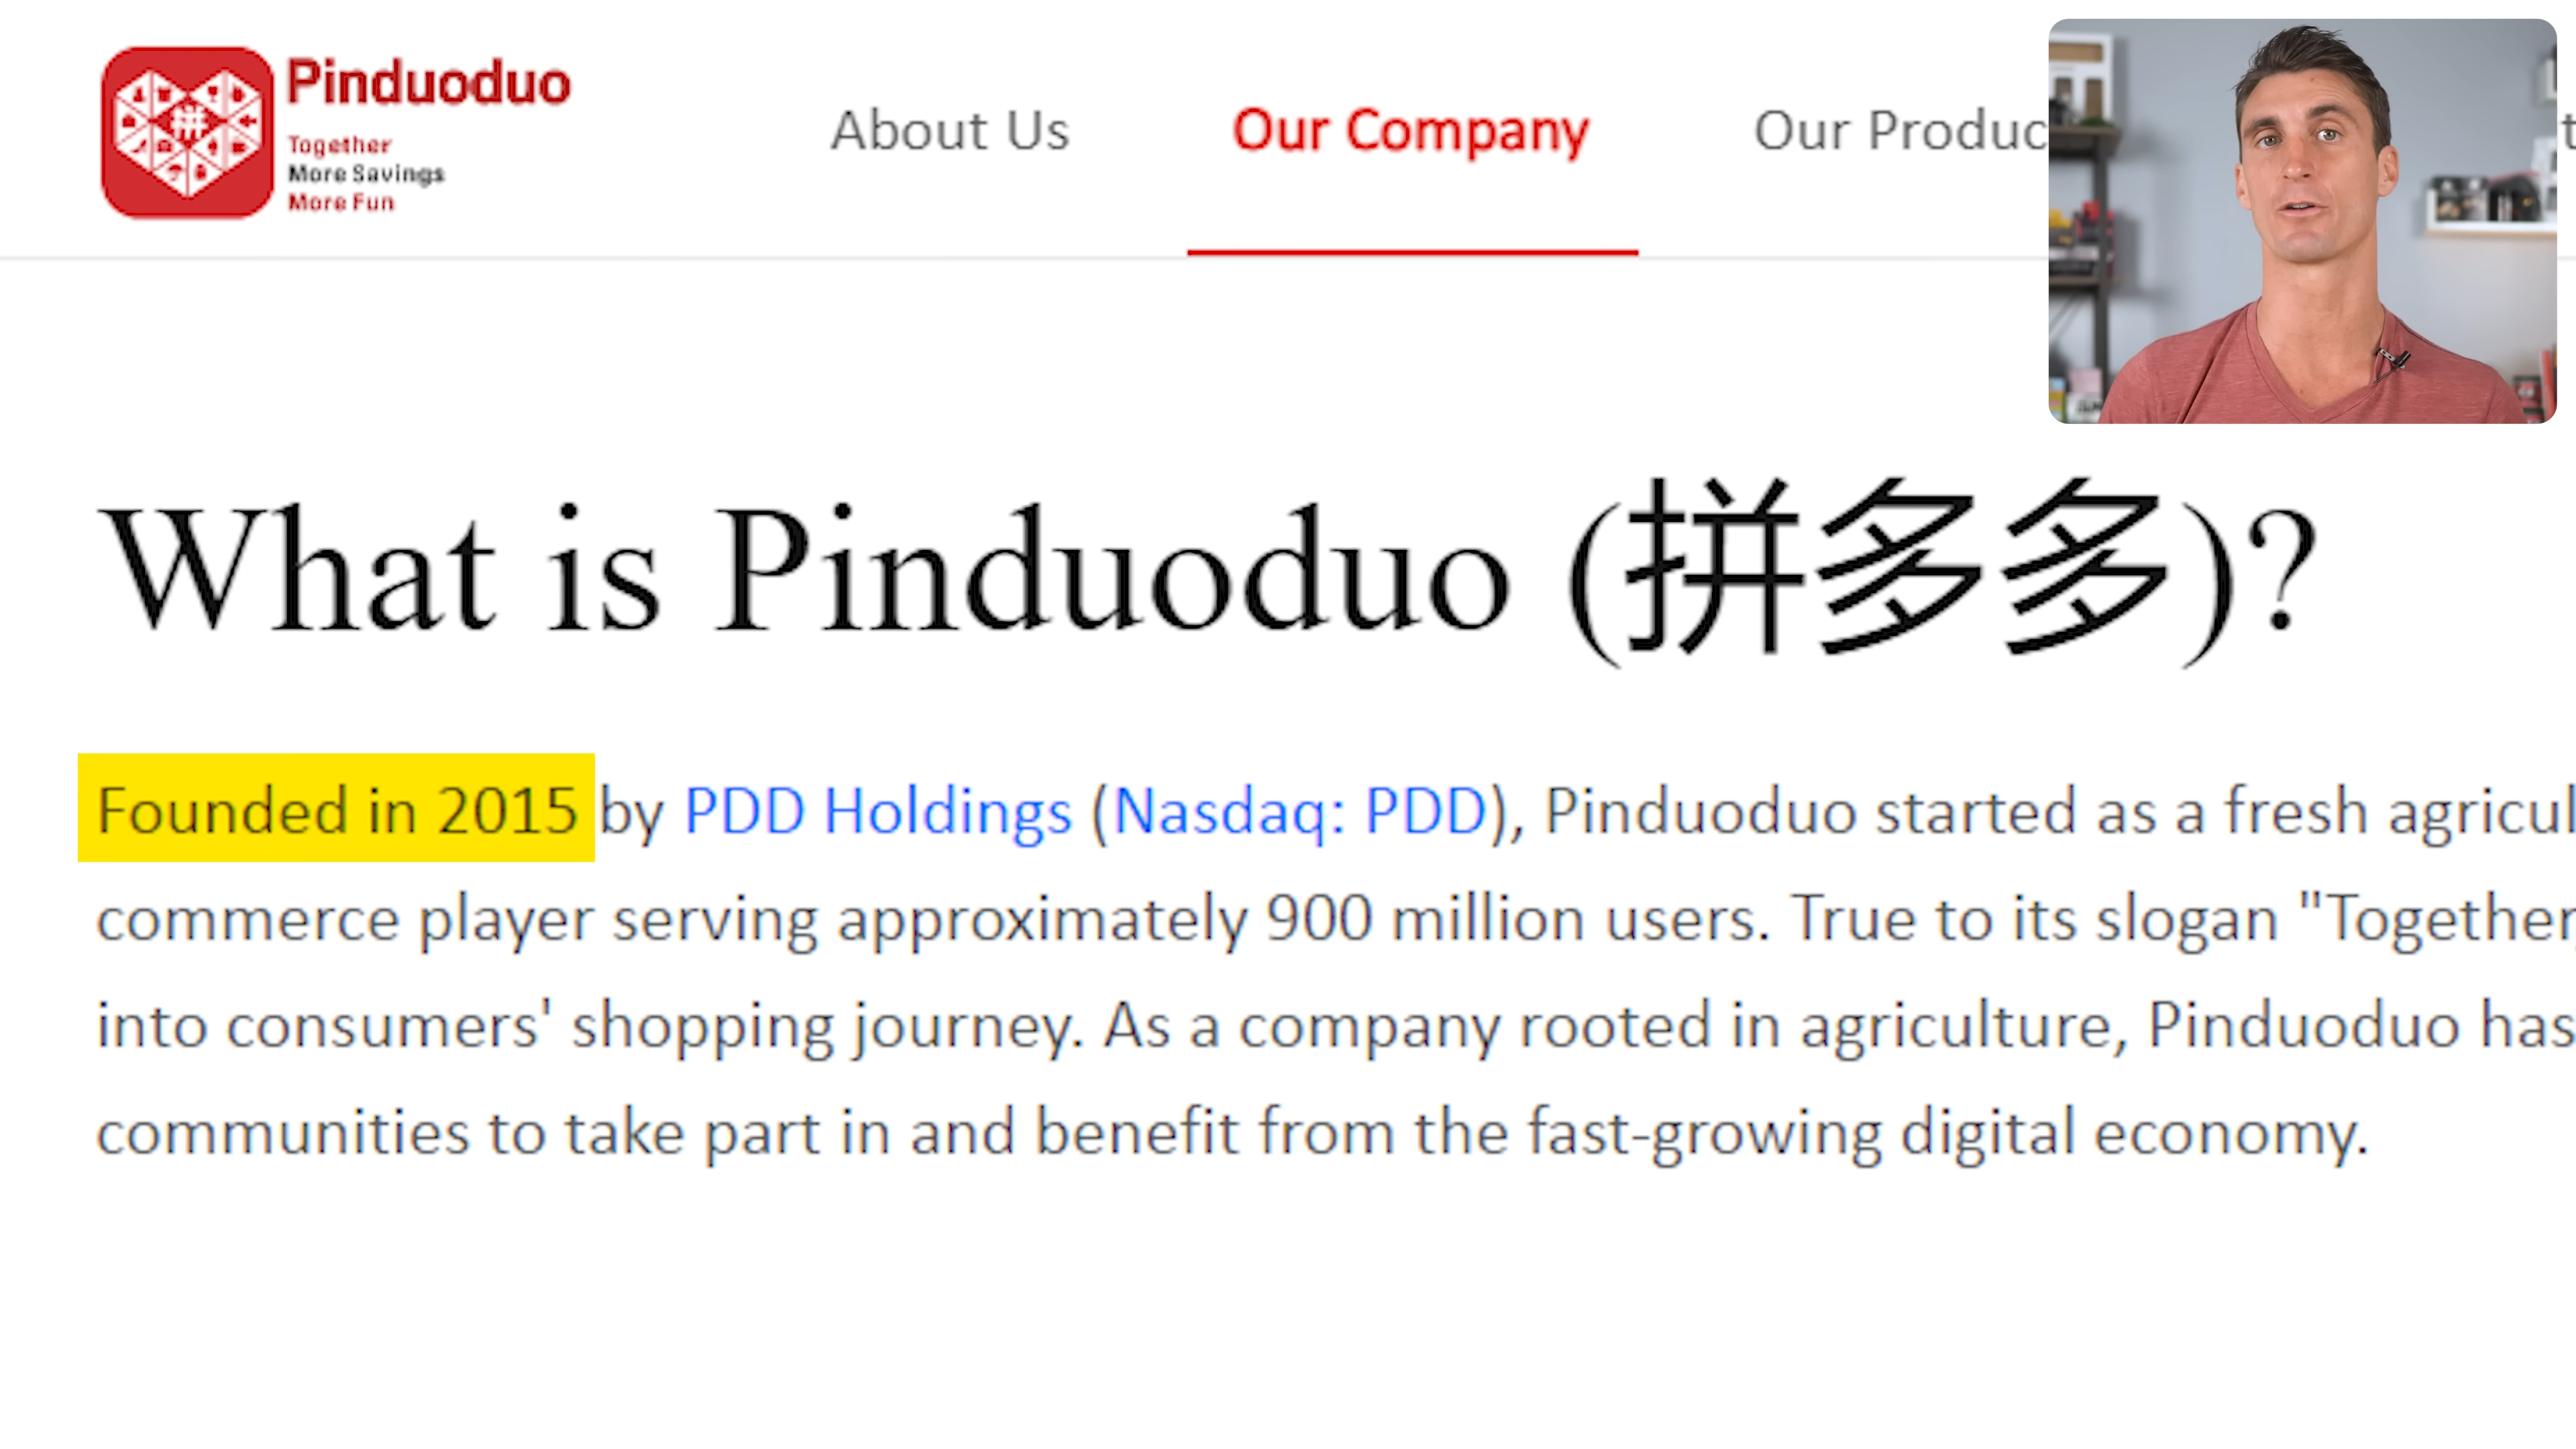 Pinduoduo
Together
More Savings
More Fun
About Us
Our Company
Our Produc
What is Pinduoduo (拼多多)?
Founded in 2015 by PDD Holdings (Nasdaq: PDD), Pinduoduo started as a fresh agricul
commerce player serving approximately 900 million users. True to its slogan "Together,
into consumers' shopping journey. As a company rooted in agriculture, Pinduoduo has
communities to take part in and benefit from the fast-growing digital economy.